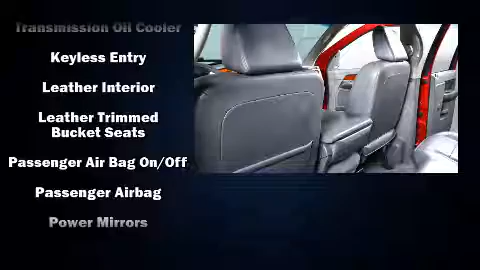 Transmission Oil Cooler
Keyless Entry
Leather Interior
Leather Trimmed
Bucket Seats
Passenger Air Bag On/Off
Passenger Airbag
Power Mirrors